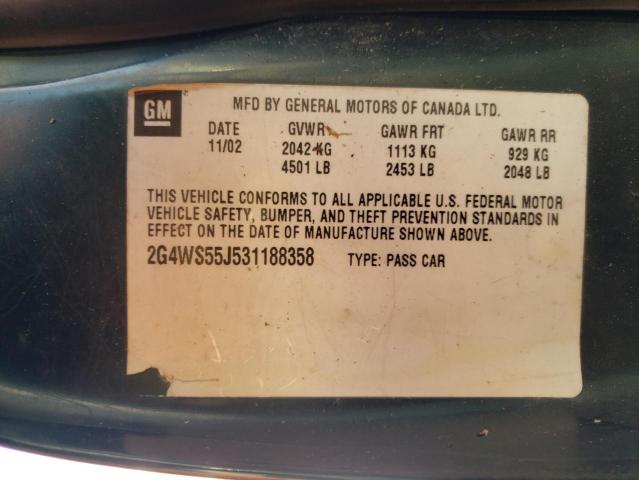 GM MFD BY GENERAL MOTORS OF CANADA LTD.
DATE GVWR GAWR FRT GAWR RR
11/02 2042 KG 1113 KG 929 KG
4501 LB 2453 LB 2048 LB
THIS VEHICLE CONFORMS TO ALL APPLICABLE U.S. FEDERAL MOTOR
VEHICLE SAFETY, BUMPER, AND THEFT PREVENTION STANDARDS IN
EFFECT ON THE DATE OF MANUFACTURE SHOWN ABOVE.
2G4WS55J531188358 TYPE: PASS CAR